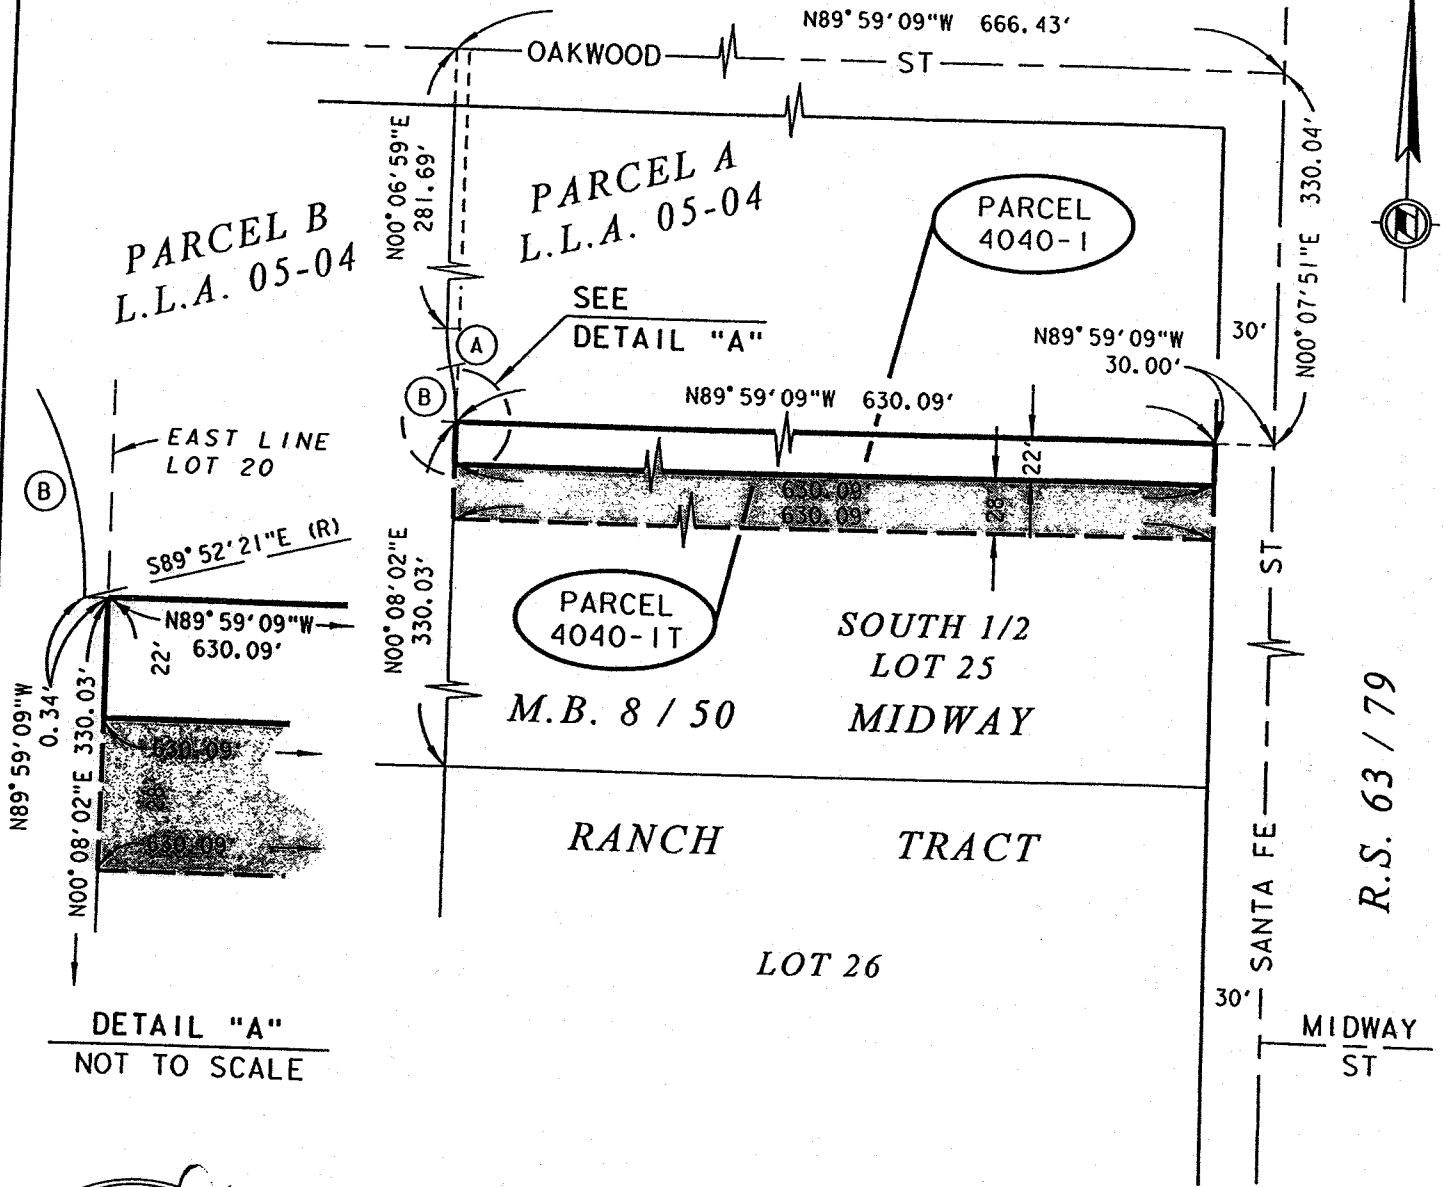 N89°59'09"W 666.43'
OAKWOOD
ST
N00°06'59"E
281.69'
PARCEL A
L.L.A. 05-04
PARCEL B
L.L.A. 05-04
PARCEL
4040-1
N00°07'51"E 330.04'
30'
SEE
DETAIL "A"
A
B
N89°59'09"W
30.00'
N89°59'09"W 630.09'
22'
630.09'
630.09'
28'
EAST LINE
LOT 20
B
S89°52'21"E (R)
N89°59'09"W
630.09'
22'
N89°59'09"W
0.34'
N00°08'02"E 330.03'
630.09'
28'
630.09'
N00°08'02"E
330.03'
PARCEL
4040-1T
SOUTH 1/2
LOT 25
M.B. 8 / 50
MIDWAY
RANCH
TRACT
LOT 26
SANTA FE
ST
R.S. 63 / 79
30'
MIDWAY
ST
DETAIL "A"
NOT TO SCALE